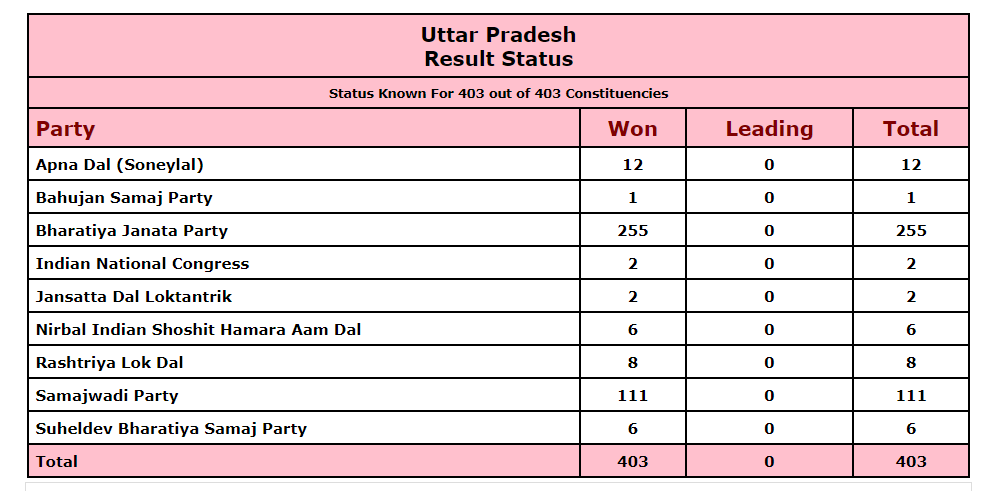 Uttar Pradesh
Result Status
Status Known For 403 out of 403 Constituencies
Party Won Leading Total
Apna Dal (Soneylal) 12 0 12
Bahujan Samaj Party 1 0 1
Bharatiya Janata Party 255 0 255
Indian National Congress 2 0 2
Jansatta Dal Loktantrik 2 0 2
Nirbal Indian Shoshit Hamara Aam Dal 6 0 6
Rashtriya Lok Dal 8 0 8
Samajwadi Party 111 0 111
Suheldev Bharatiya Samaj Party 6 0 6
Total 403 0 403